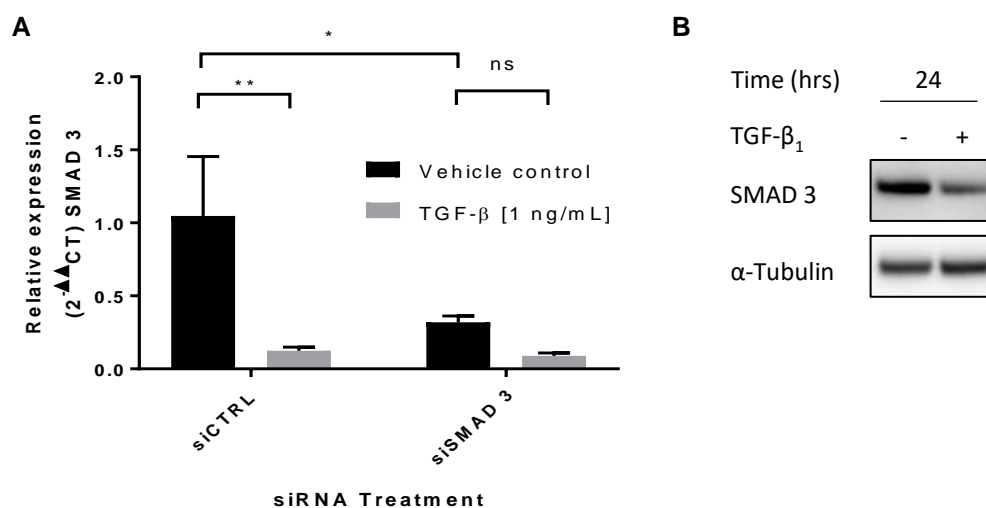 A
Relative expression
(2-▲▲CT) SMAD 3
2.0
1.5
1.0
0.5
0.0
*
**
ns
Vehicle control
TGF-β [1 ng/mL]
siCTRL
siSMAD 3
siRNA Treatment
B
Time (hrs) 24
TGF-β1 - +
SMAD 3
α-Tubulin